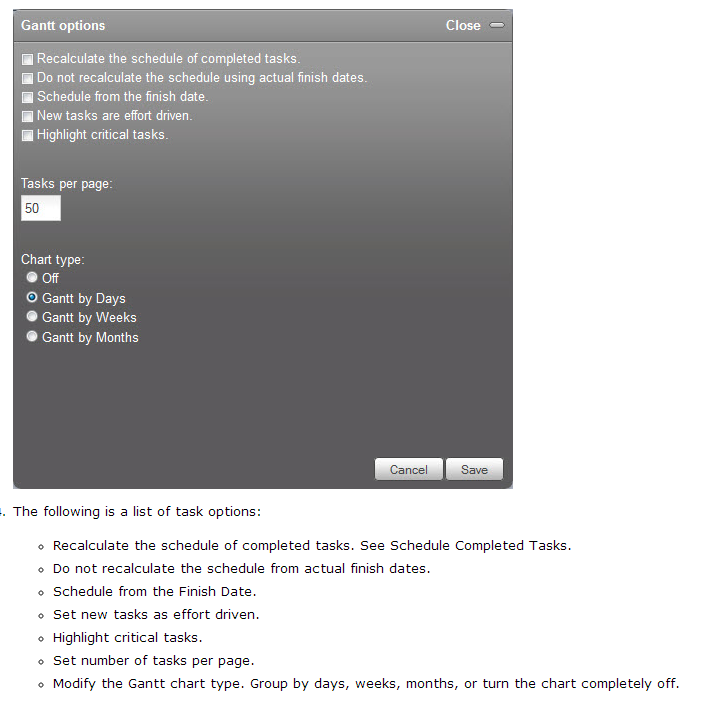 Gantt options Close
Recalculate the schedule of completed tasks.
Do not recalculate the schedule using actual finish dates.
Schedule from the finish date.
New tasks are effort driven.
Highlight critical tasks.
Tasks per page:
50
Chart type:
Off
Gantt by Days
Gantt by Weeks
Gantt by Months
Cancel Save
. The following is a list of task options:
Recalculate the schedule of completed tasks. See Schedule Completed Tasks.
Do not recalculate the schedule from actual finish dates.
Schedule from the Finish Date.
Set new tasks as effort driven.
Highlight critical tasks.
Set number of tasks per page.
Modify the Gantt chart type. Group by days, weeks, months, or turn the chart completely off.